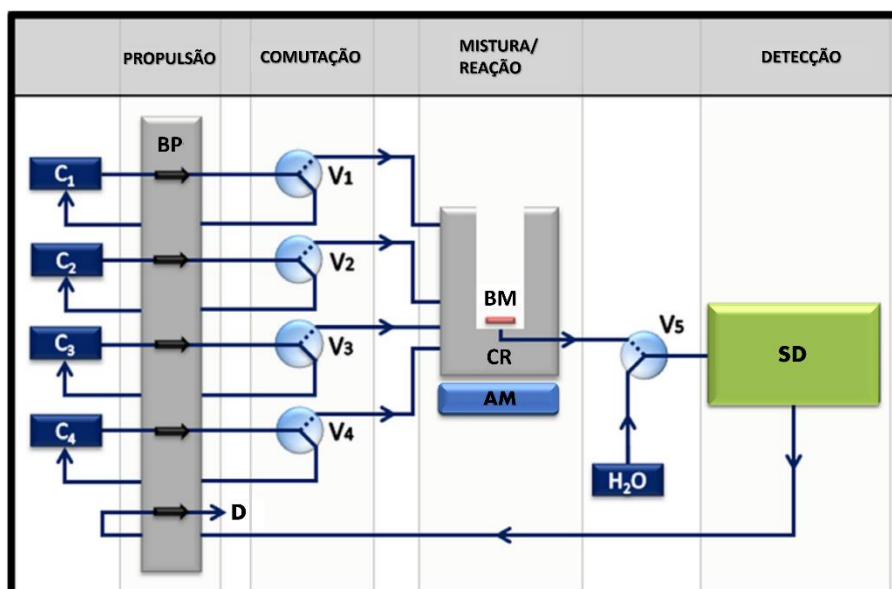 PROPULSÃO
COMUTAÇÃO
MISTURA/
REAÇÃO
DETECÇÃO
BP
C₁
V1
C₂
V2
C₃
V3
C₄
V4
D
BM
CR
AM
V₅
H₂O
SD